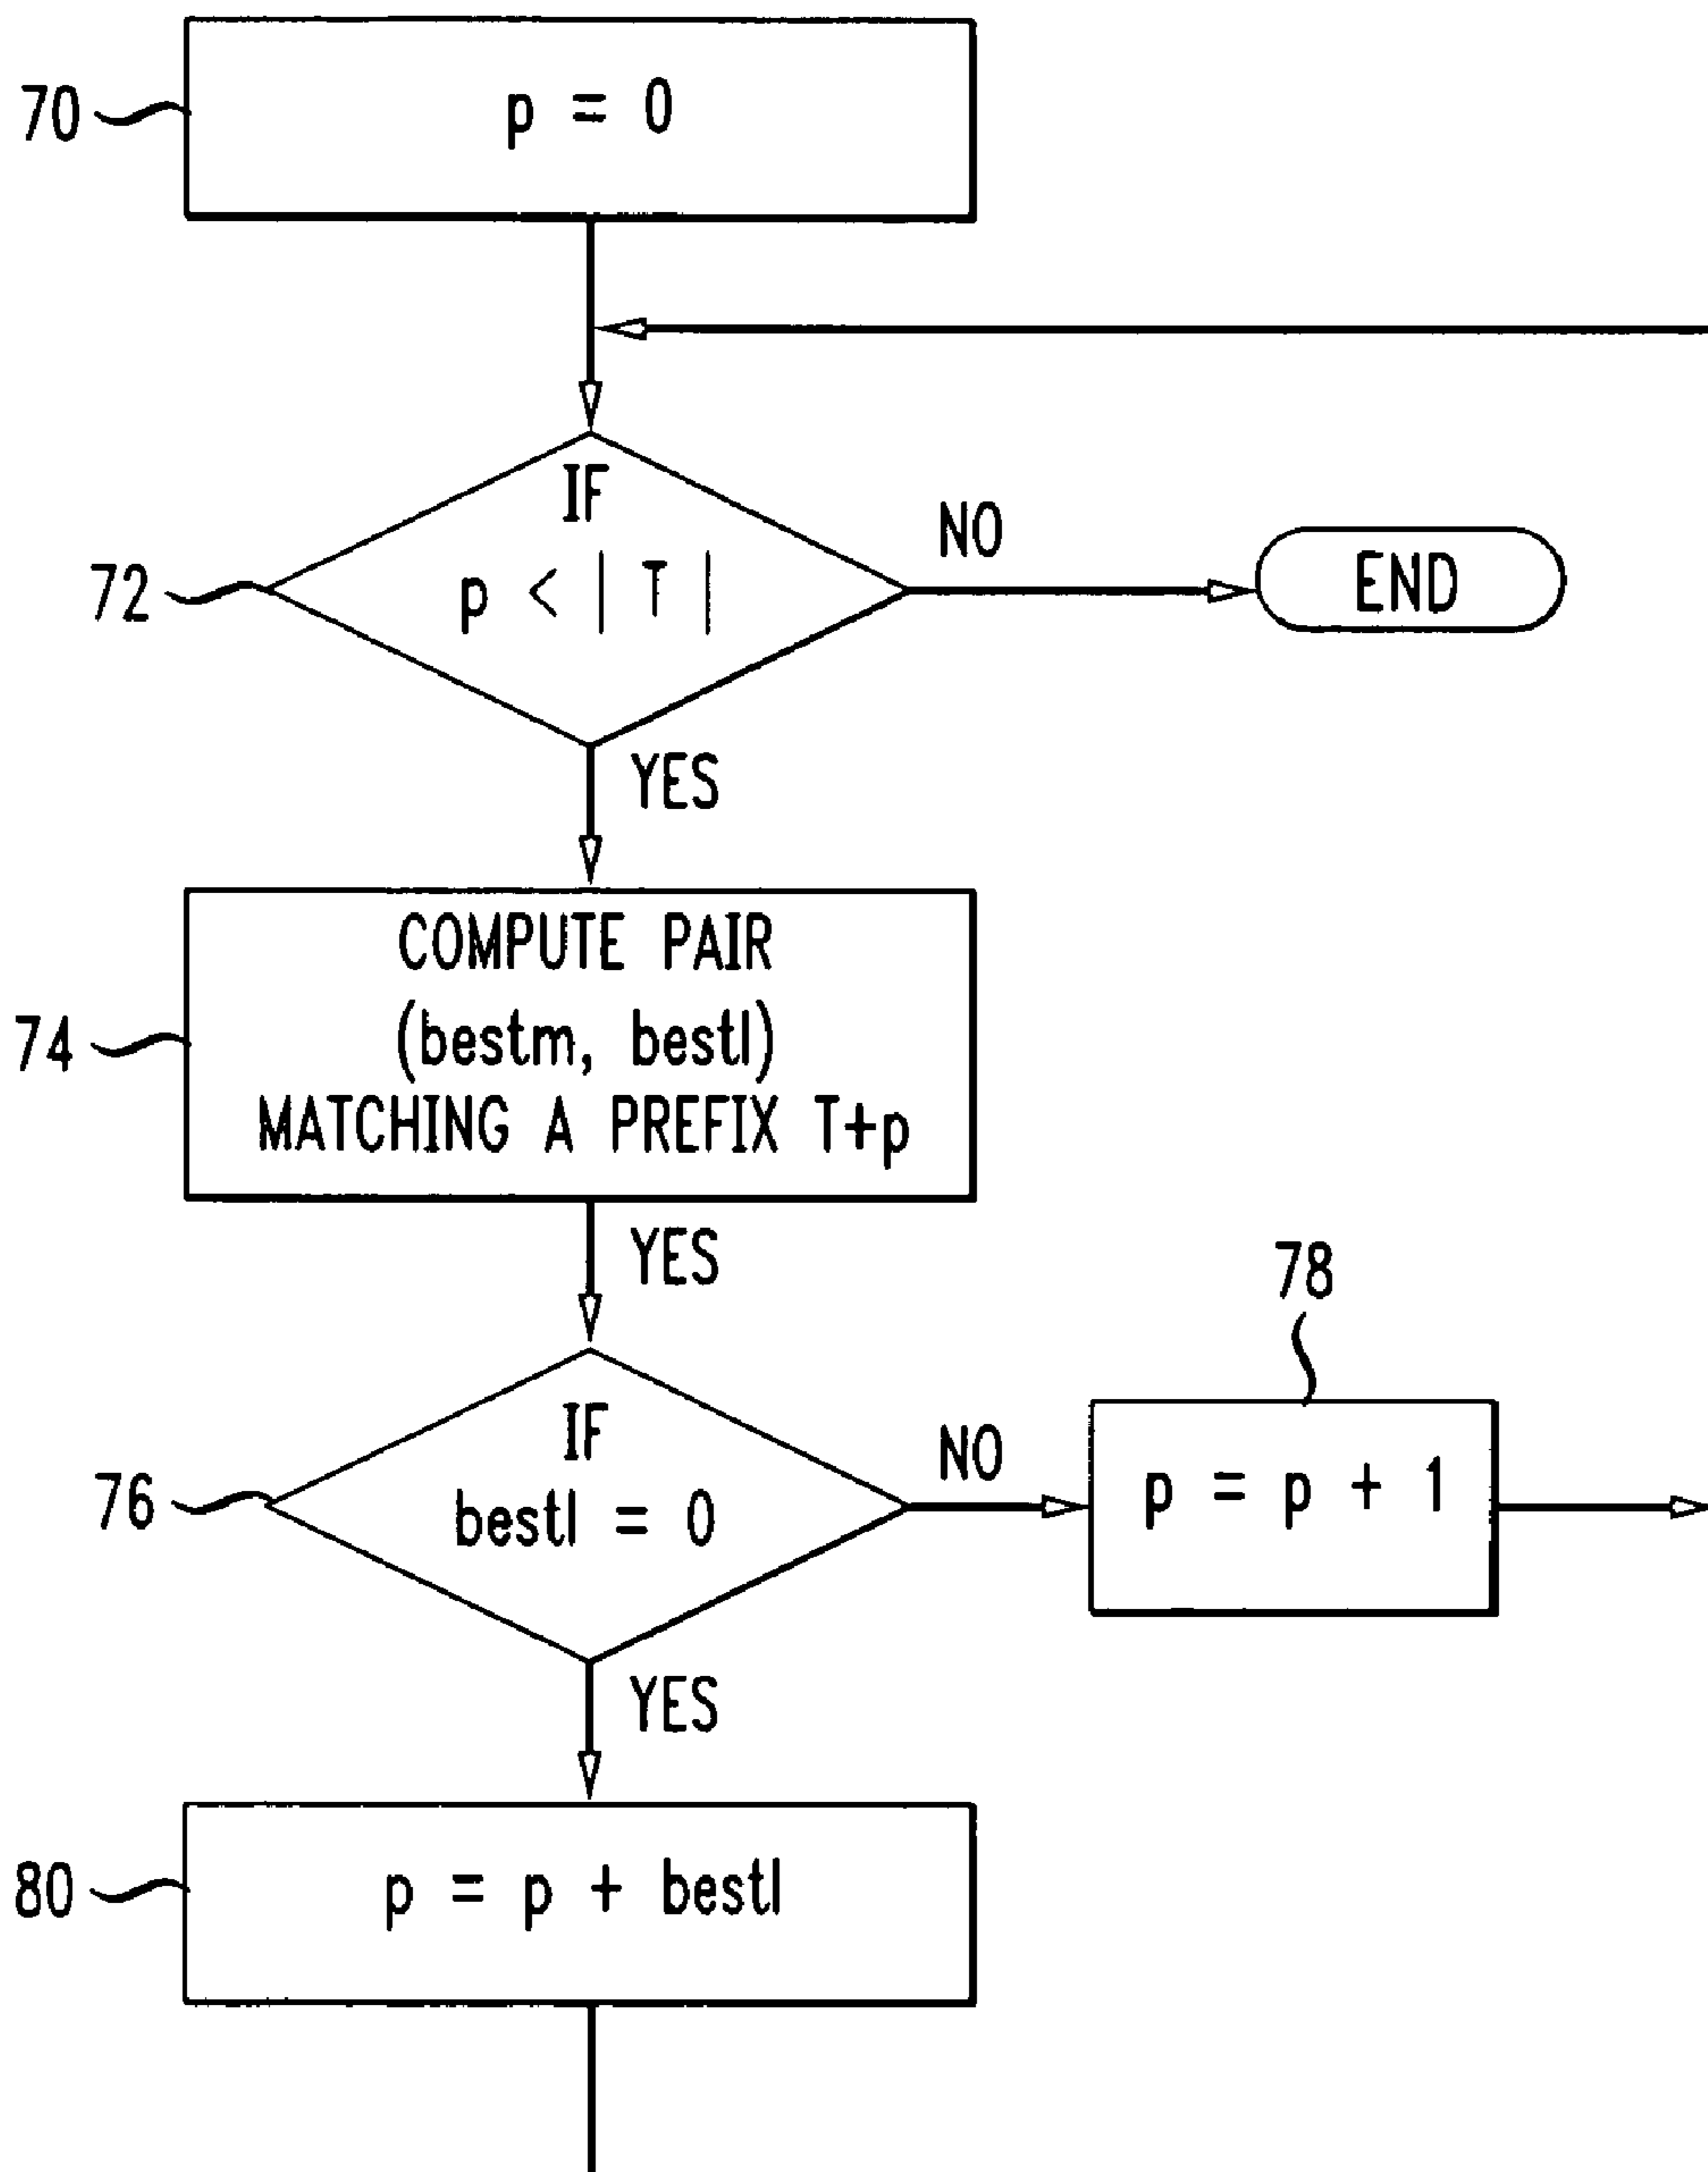 70
p = 0
IF
NO
72
p < | T |
END
YES
COMPUTE PAIR
74
(bestm, bestl)
MATCHING A PREFIX T+p
YES
78
IF
NO
76
bestl = 0
p = p + 1
YES
80
p = p + bestl